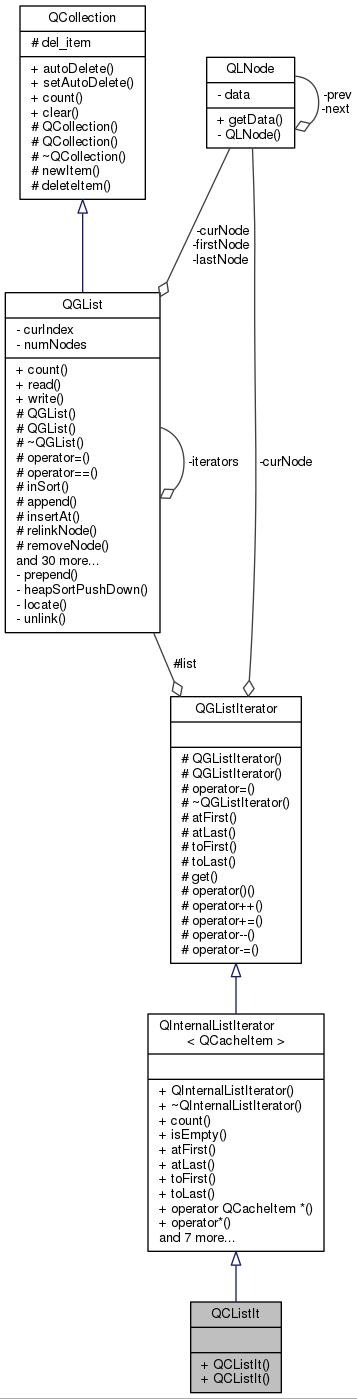 QCollection
# del_item
+ autoDelete()
+ setAutoDelete()
+ count()
+ clear()
# QCollection()
# QCollection()
# ~QCollection()
# newItem()
# deleteItem()
QLNode
- data
+ getData()
- QLNode()
-prev
-next
-curNode
-firstNode
-lastNode
QGList
- curIndex
- numNodes
+ count()
+ read()
+ write()
# QGList()
# QGList()
# ~QGList()
# operator=()
# operator==()
# inSort()
# append()
# insertAt()
# relinkNode()
# removeNode()
and 30 more...
- prepend()
- heapSortPushDown()
- locate()
- unlink()
-iterators
-curNode
#list
QGListIterator
# QGListIterator()
# QGListIterator()
# operator=()
# ~QGListIterator()
# atFirst()
# atLast()
# toFirst()
# toLast()
# get()
# operator()()
# operator++()
# operator+=()
# operator--()
# operator-=()
QInternalListIterator
< QCacheItem >
+ QInternalListIterator()
+ ~QInternalListIterator()
+ count()
+ isEmpty()
+ atFirst()
+ atLast()
+ toFirst()
+ toLast()
+ operator QCacheItem *()
+ operator*()
and 7 more...
QCListIt
+ QCListIt()
+ QCListIt()